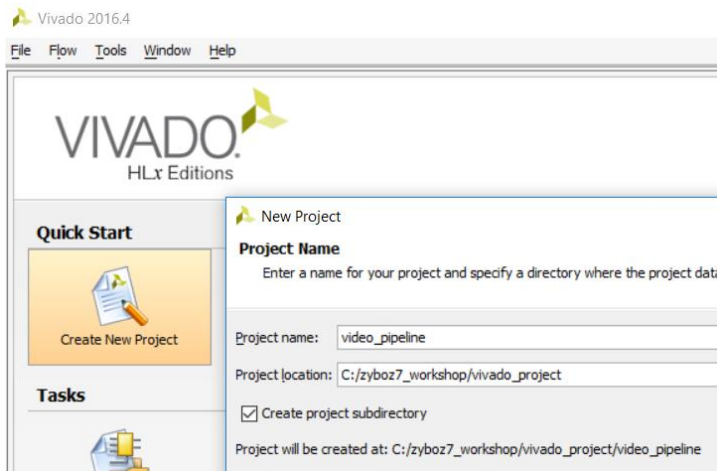 Vivado 2016.4
File Flow Tools Window Help
VIVADO.
HLx Editions
Quick Start
Create New Project
Tasks
New Project
Project Name
Enter a name for your project and specify a directory where the project data
Project name: video_pipeline
Project location: C:/zyboz7_workshop/vivado_project
Create project subdirectory
Project will be created at: C:/zyboz7_workshop/vivado_project/video_pipeline